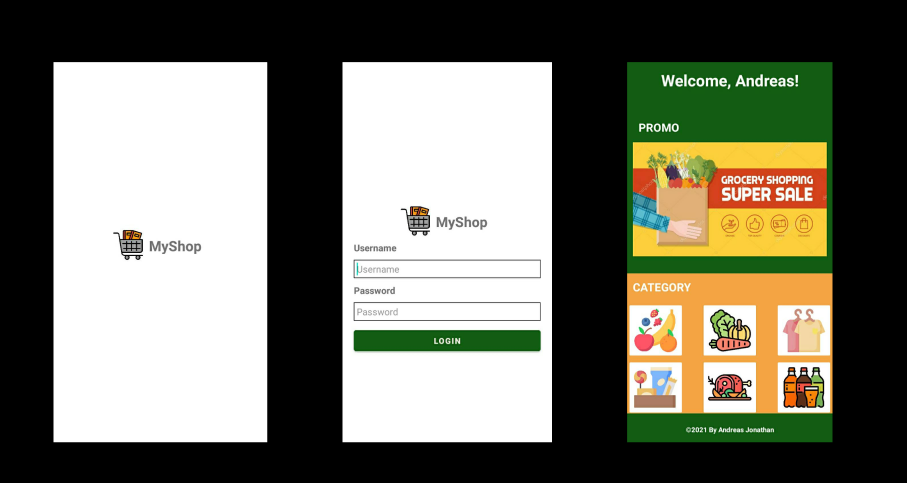 MyShop
MyShop
Username
Username
Password
Password
LOGIN
Welcome, Andreas!
PROMO
GROCERY SHOPPING
SUPER SALE
CATEGORY
©2021 By Andreas Jonathan